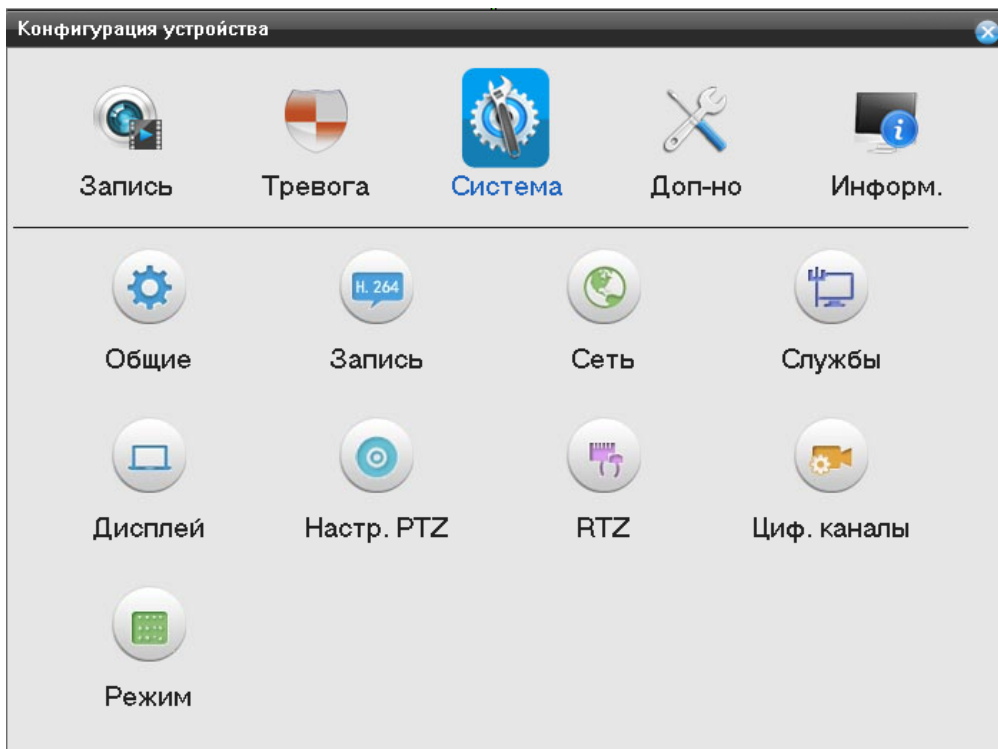 Конфигурация устройства
Запись Тревога Система Доп-но Информ.
H. 264
Общие Запись Сеть Службы
Дисплей Настр. PTZ RTZ Циф. каналы
Режим